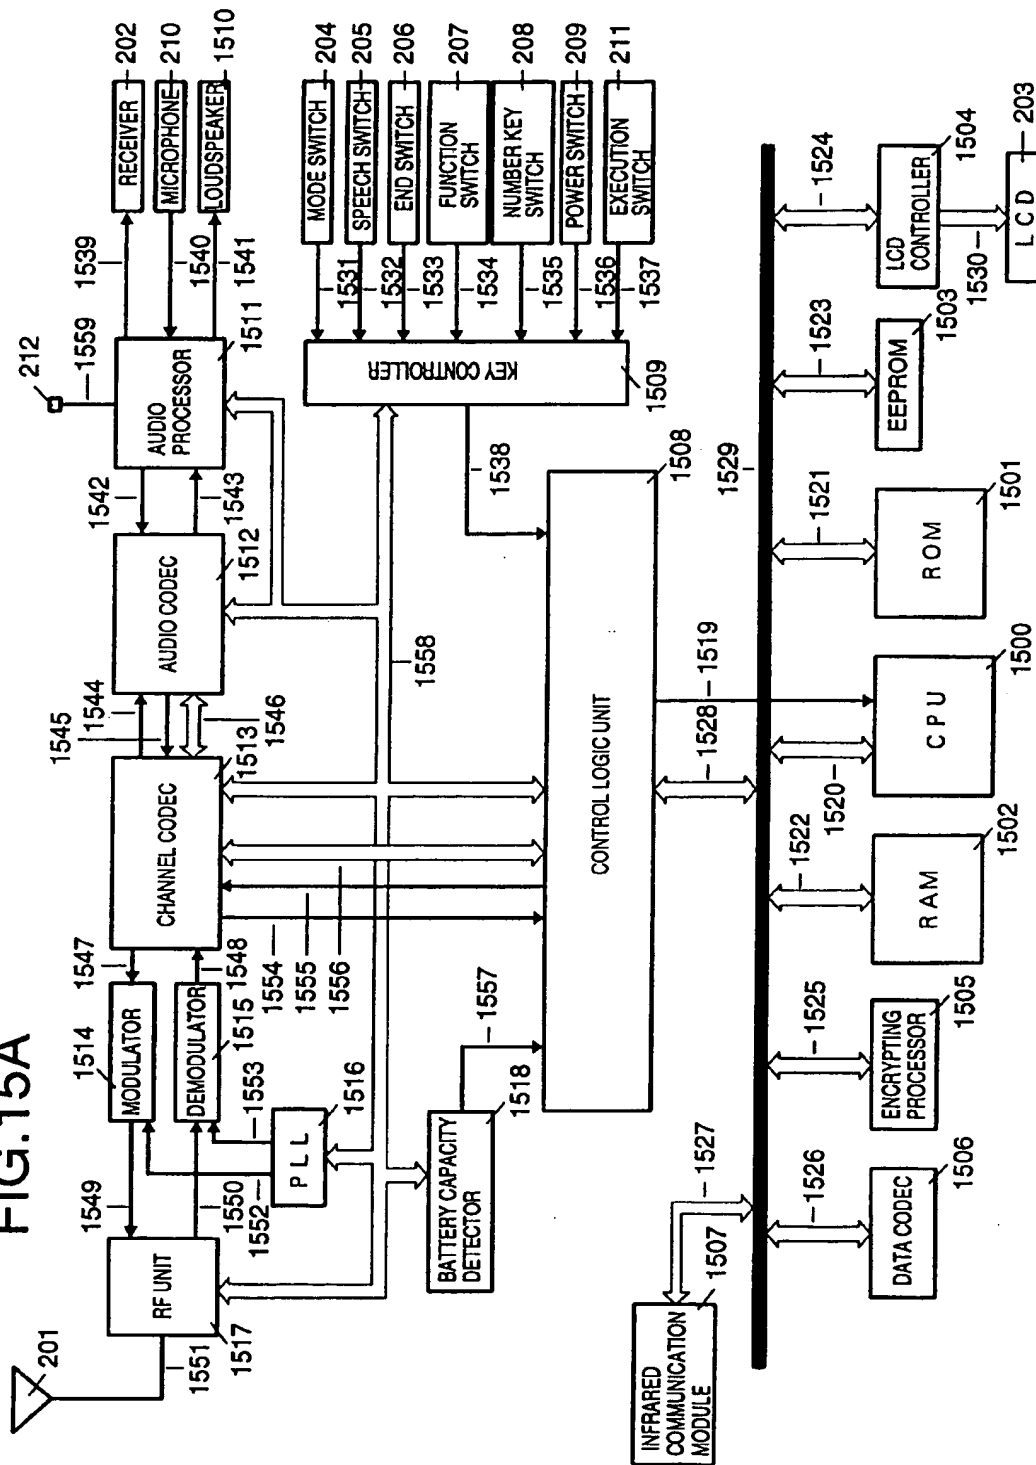 FIG.15A
201
1551
RF UNIT
1517
1549
1550
1514
MODULATOR
DEMODULATOR
1515
1552
1553
PLL
1516
1547
1548
CHANNEL CODEC
1513
1545
1544
1546
AUDIO CODEC
1512
1542
1543
212
1559
AUDIO
PROCESSOR
1511
1539
1540
1541
RECEIVER
202
MICROPHONE
210
LOUDSPEAKER
1510
1554
1555
1556
1558
BATTERY CAPACITY
DETECTOR
1518
1557
KEY CONTROLLER
1509
1538
MODE SWITCH
204
1531
SPEECH SWITCH
205
1532
END SWITCH
206
1533
FUNCTION
SWITCH
207
1534
NUMBER KEY
SWITCH
208
1535
POWER SWITCH
209
1536
EXECUTION
SWITCH
211
1537
CONTROL LOGIC UNIT
1508
INFRARED
COMMUNICATION
MODULE
1507
1527
1528
1519
1529
1526
1525
1522
1520
1521
1523
1524
DATA CODEC
1506
ENCRYPTING
PROCESSOR
1505
RAM
1502
CPU
1500
ROM
1501
EEPROM
1503
LCD
CONTROLLER
1504
1530
LCD
203